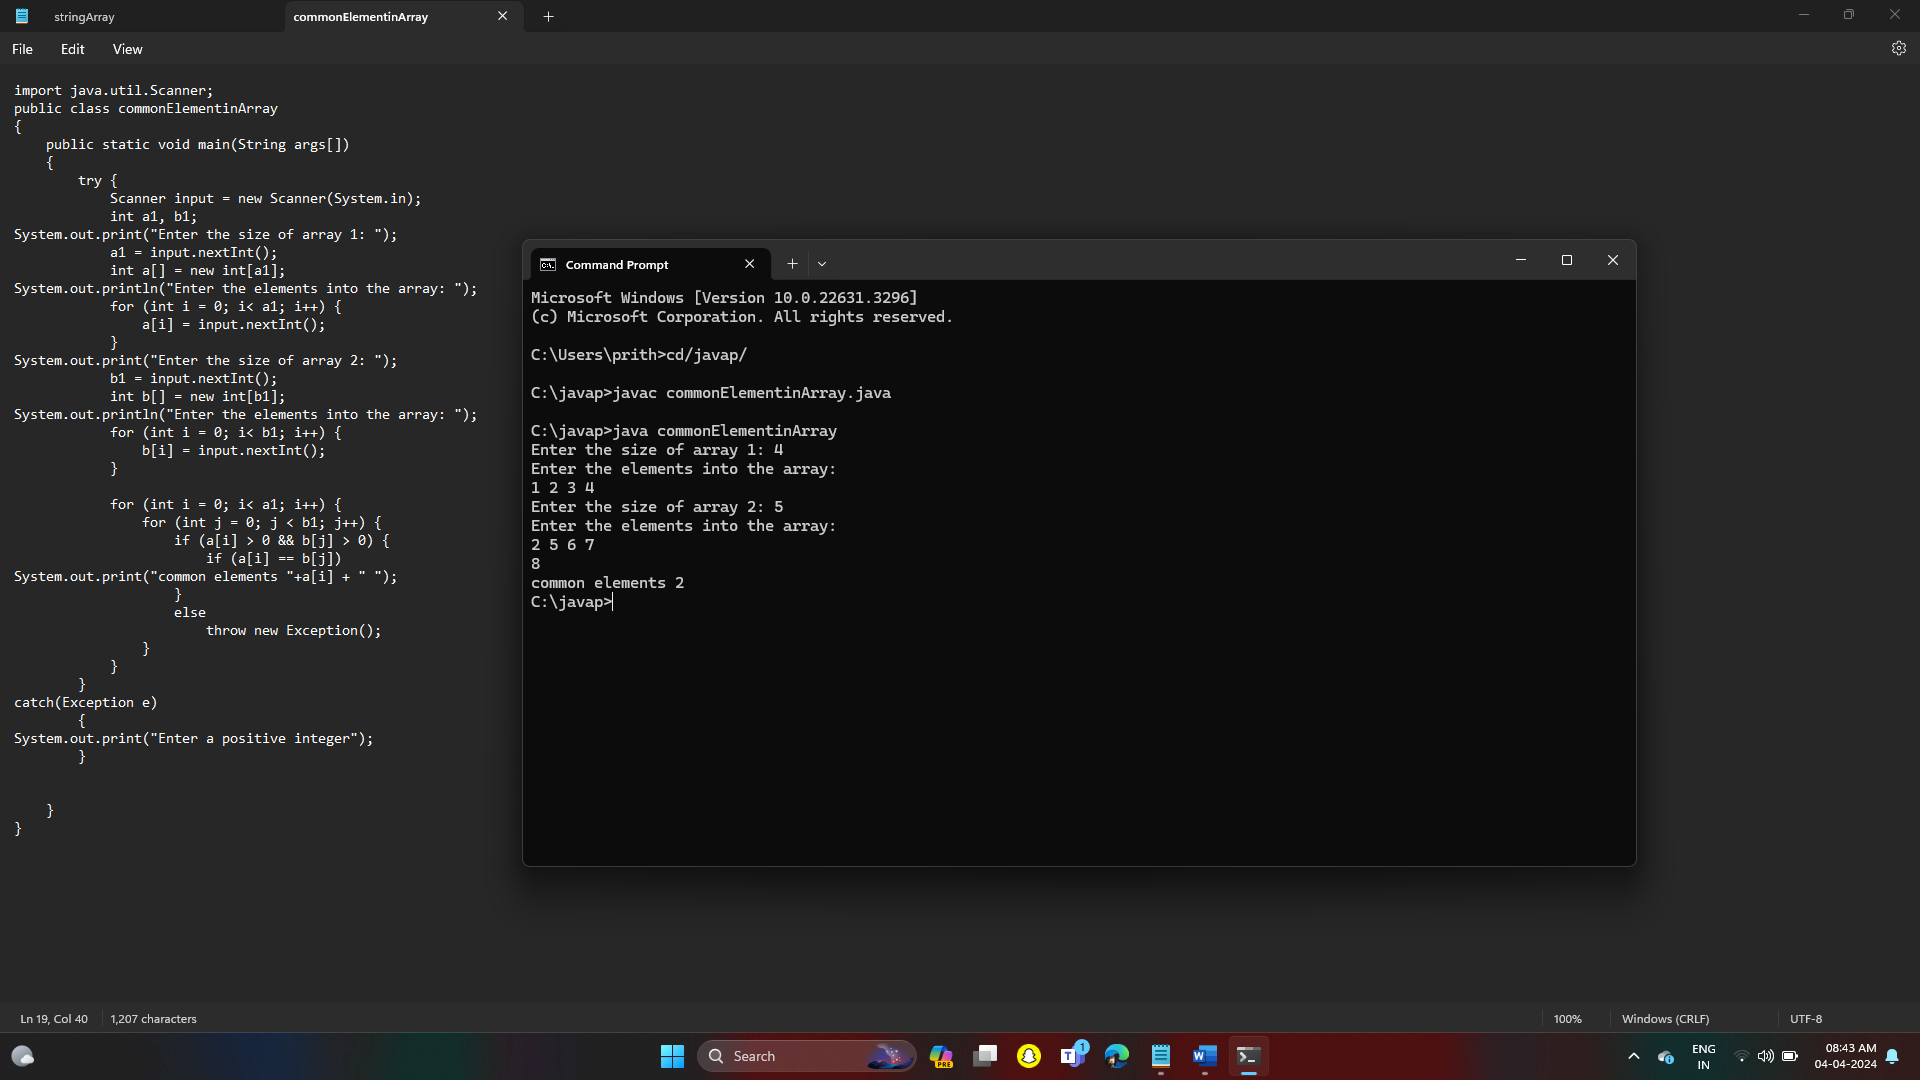 stringArray
commonElementinArray
File Edit View
import java.util.Scanner;
public class commonElementinArray
{
    public static void main(String args[])
    {
        try {
            Scanner input = new Scanner(System.in);
            int a1, b1;
System.out.print("Enter the size of array 1: ");
            a1 = input.nextInt();
            int a[] = new int[a1];
System.out.println("Enter the elements into the array: ");
            for (int i = 0; i< a1; i++) {
                a[i] = input.nextInt();
            }
System.out.print("Enter the size of array 2: ");
            b1 = input.nextInt();
            int b[] = new int[b1];
System.out.println("Enter the elements into the array: ");
            for (int i = 0; i< b1; i++) {
                b[i] = input.nextInt();
            }

            for (int i = 0; i< a1; i++) {
                for (int j = 0; j < b1; j++) {
                    if (a[i] > 0 && b[j] > 0) {
                        if (a[i] == b[j])
System.out.print("common elements "+a[i] + " ");
                    }
                    else
                        throw new Exception();
                }
            }
        }
catch(Exception e)
        {
System.out.print("Enter a positive integer");
        }


    }
}
Command Prompt
Microsoft Windows [Version 10.0.22631.3296]
(c) Microsoft Corporation. All rights reserved.

C:\Users\prith>cd/javap/

C:\javap>javac commonElementinArray.java

C:\javap>java commonElementinArray
Enter the size of array 1: 4
Enter the elements into the array:
1 2 3 4
Enter the size of array 2: 5
Enter the elements into the array:
2 5 6 7
8
common elements 2
C:\javap>
Ln 19, Col 40
1,207 characters
100%
Windows (CRLF)
UTF-8
Search
PRE
T
1
W
ENG
IN
08:43 AM
04-04-2024